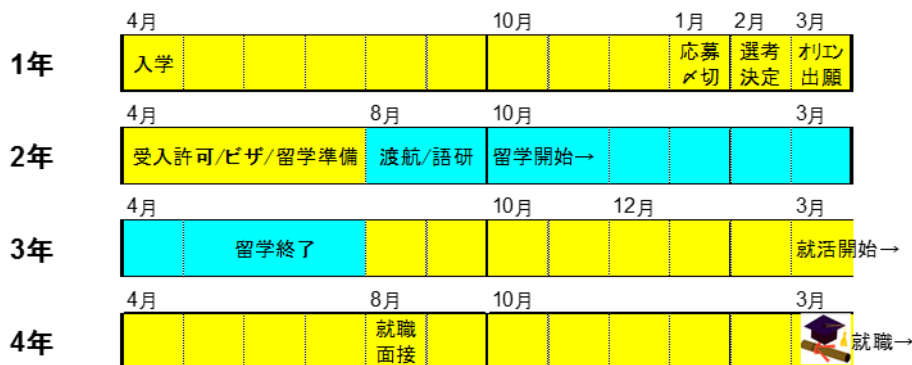 4月 10月 1月 2月 3月
1年 入学 応募〆切 選考決定 オリエン出願
4月 8月 10月 3月
2年 受入許可/ビザ/留学準備 渡航/語研 留学開始→
4月 10月 12月 3月
3年 留学終了 就活開始→
4月 8月 10月 3月
4年 就職面接 就職→